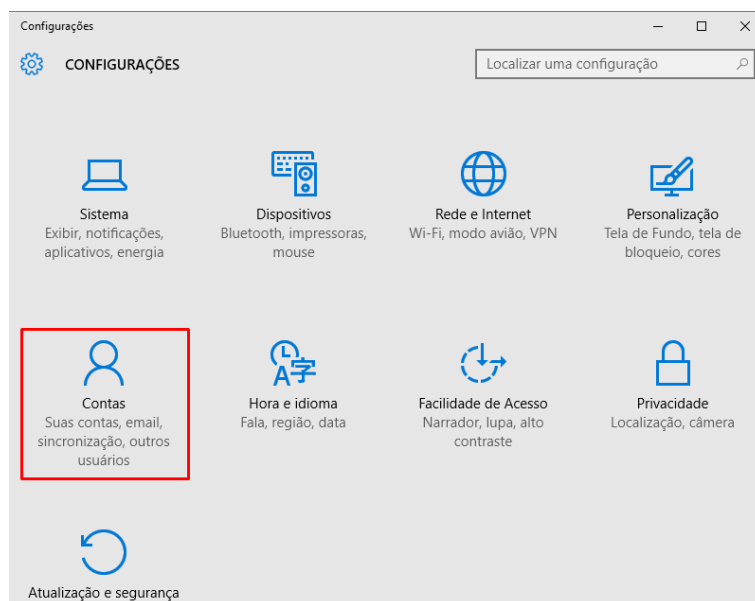 Configurações
CONFIGURAÇÕES
Localizar uma configuração
Sistema
Exibir, notificações,
aplicativos, energia
Dispositivos
Bluetooth, impressoras,
mouse
Rede e Internet
Wi-Fi, modo avião, VPN
Personalização
Tela de Fundo, tela de
bloqueio, cores
Contas
Suas contas, email,
sincronização, outros
usuários
Hora e idioma
Fala, região, data
Facilidade de Acesso
Narrador, lupa, alto
contraste
Privacidade
Localização, câmera
Atualização e segurança